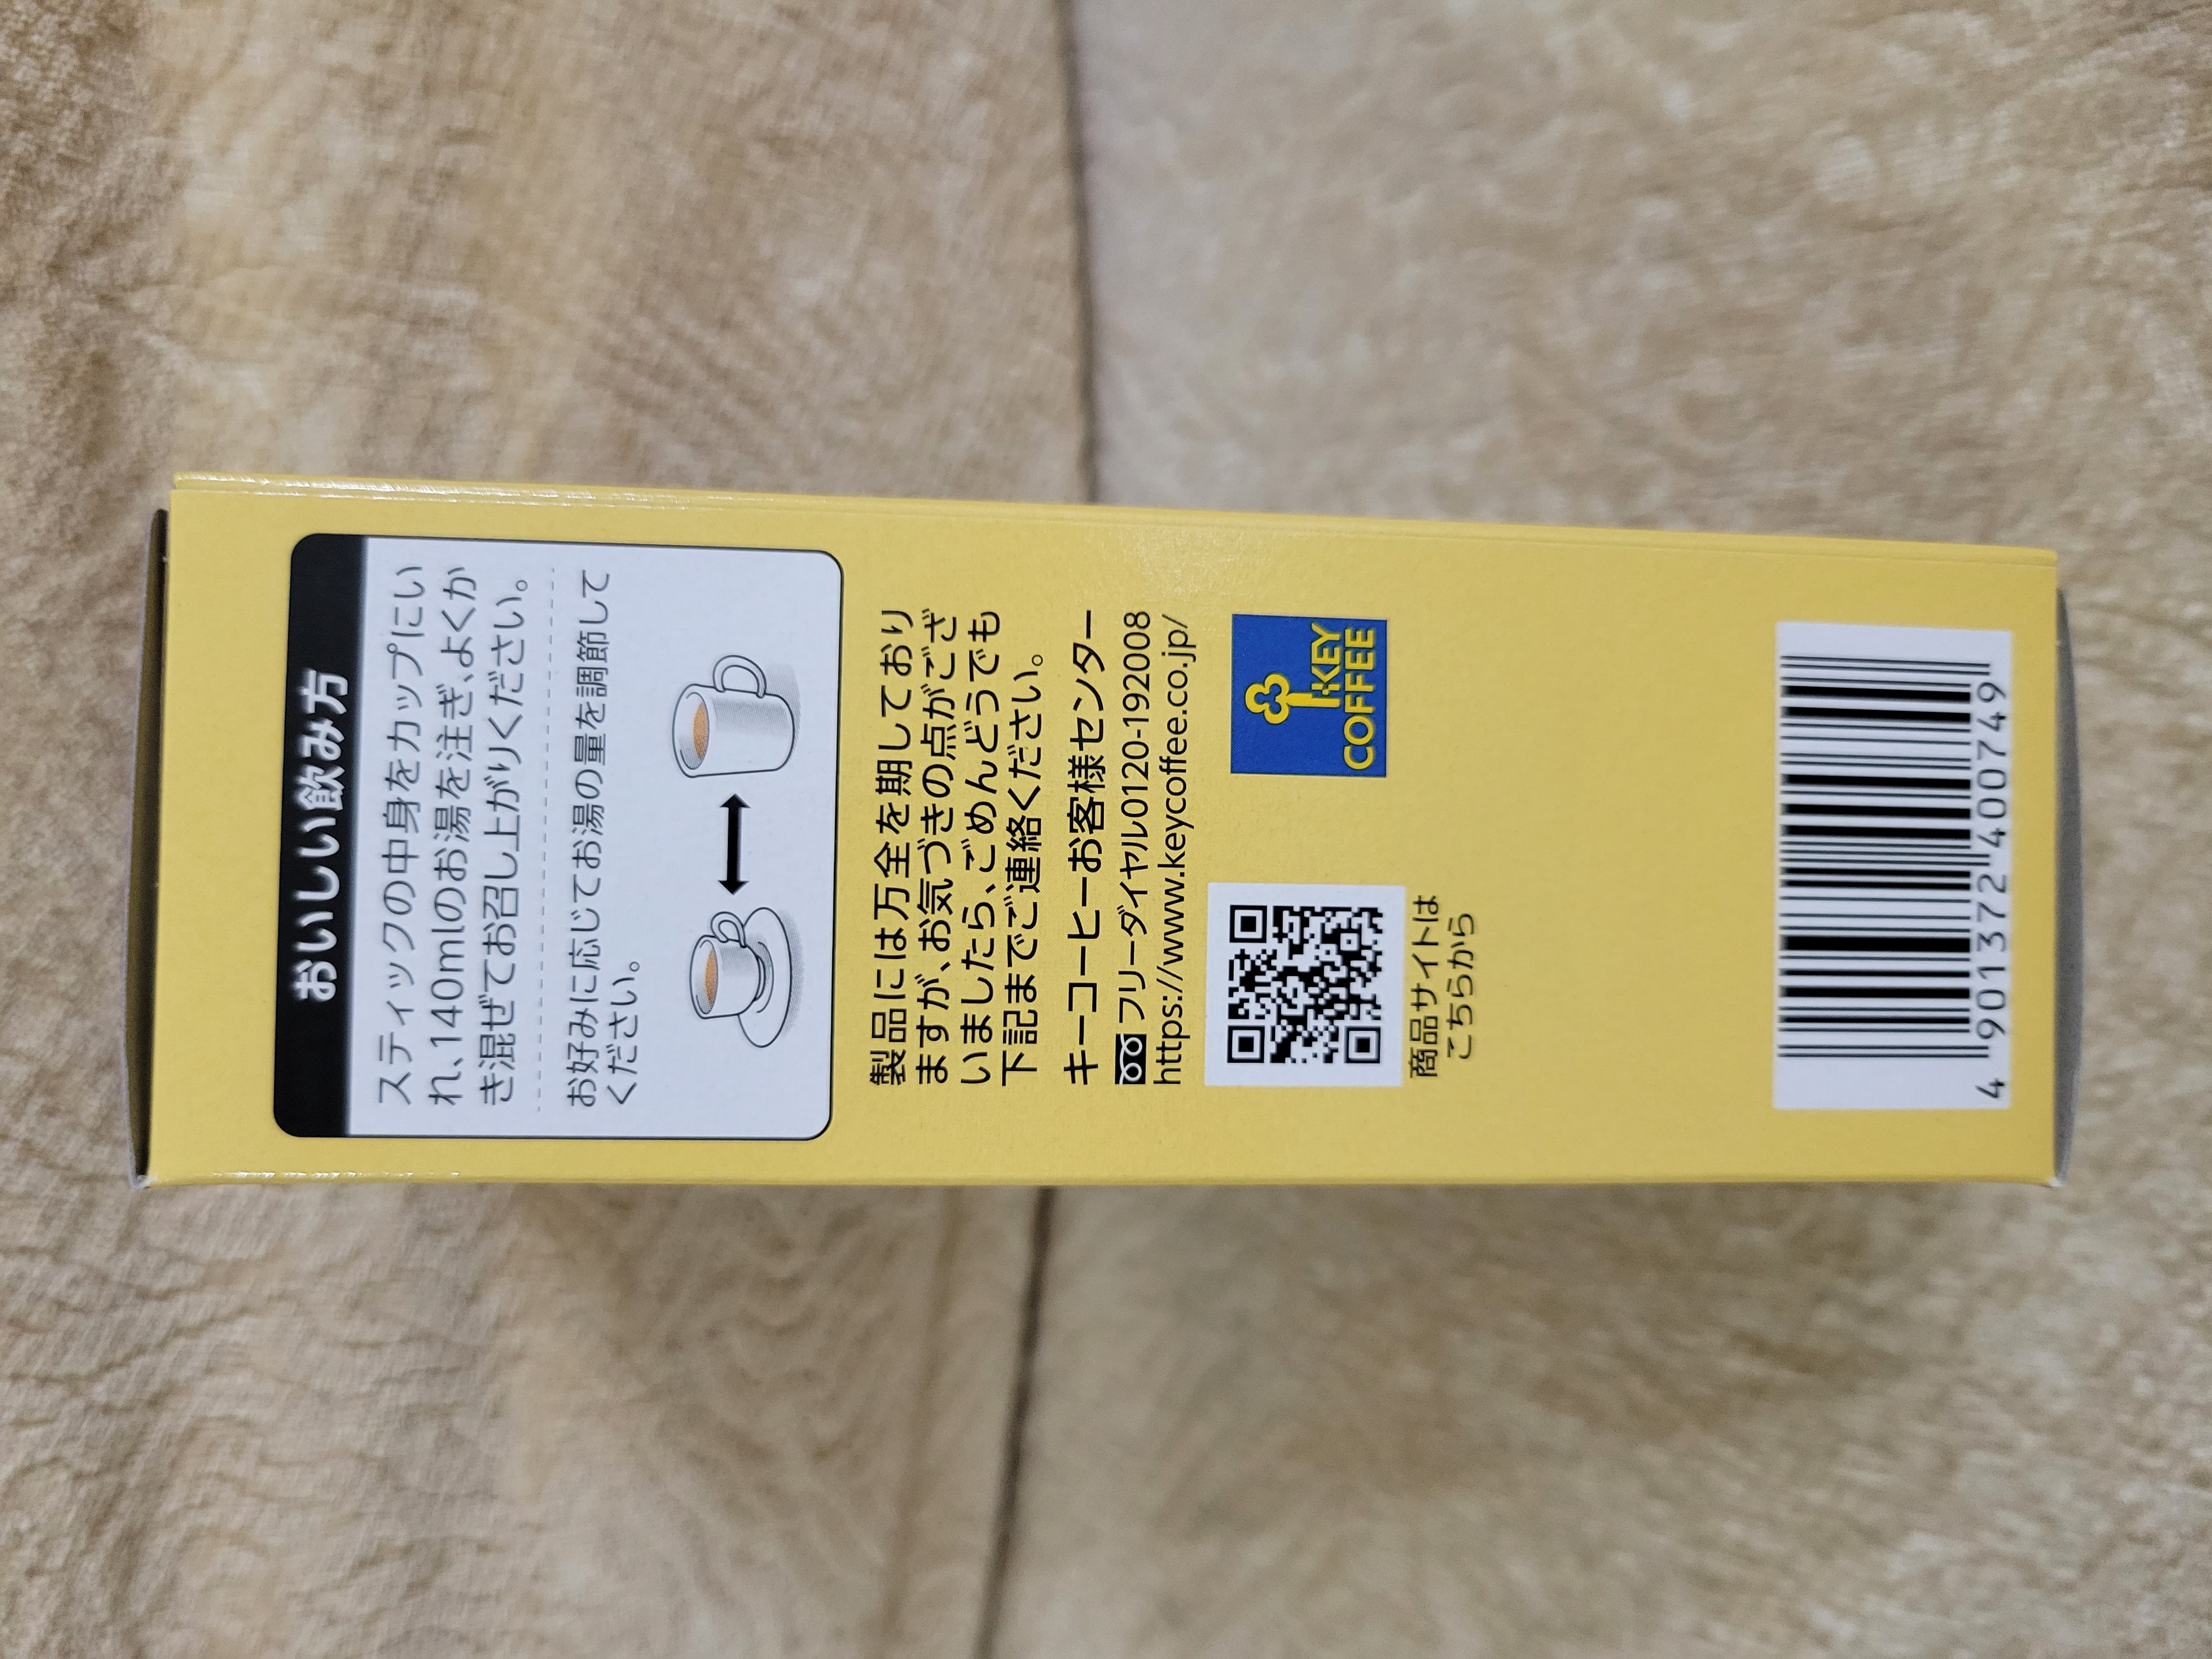 おいしい飲み方
スティックの中身をカップにい
れ、140mlのお湯を注ぎ、よくか
き混ぜてお召し上がりください。
お好みに応じてお湯の量を調節して
ください。
製品には万全を期しており
ますが、お気づきの点がござ
いましたら、ごめんどうでも
下記までご連絡ください。
キーコーヒーお客様センター
フリーダイヤル0120-192008
https://www.keycoffee.co.jp/
KEY
COFFEE
商品サイトは
こちらから
4 901372 400749